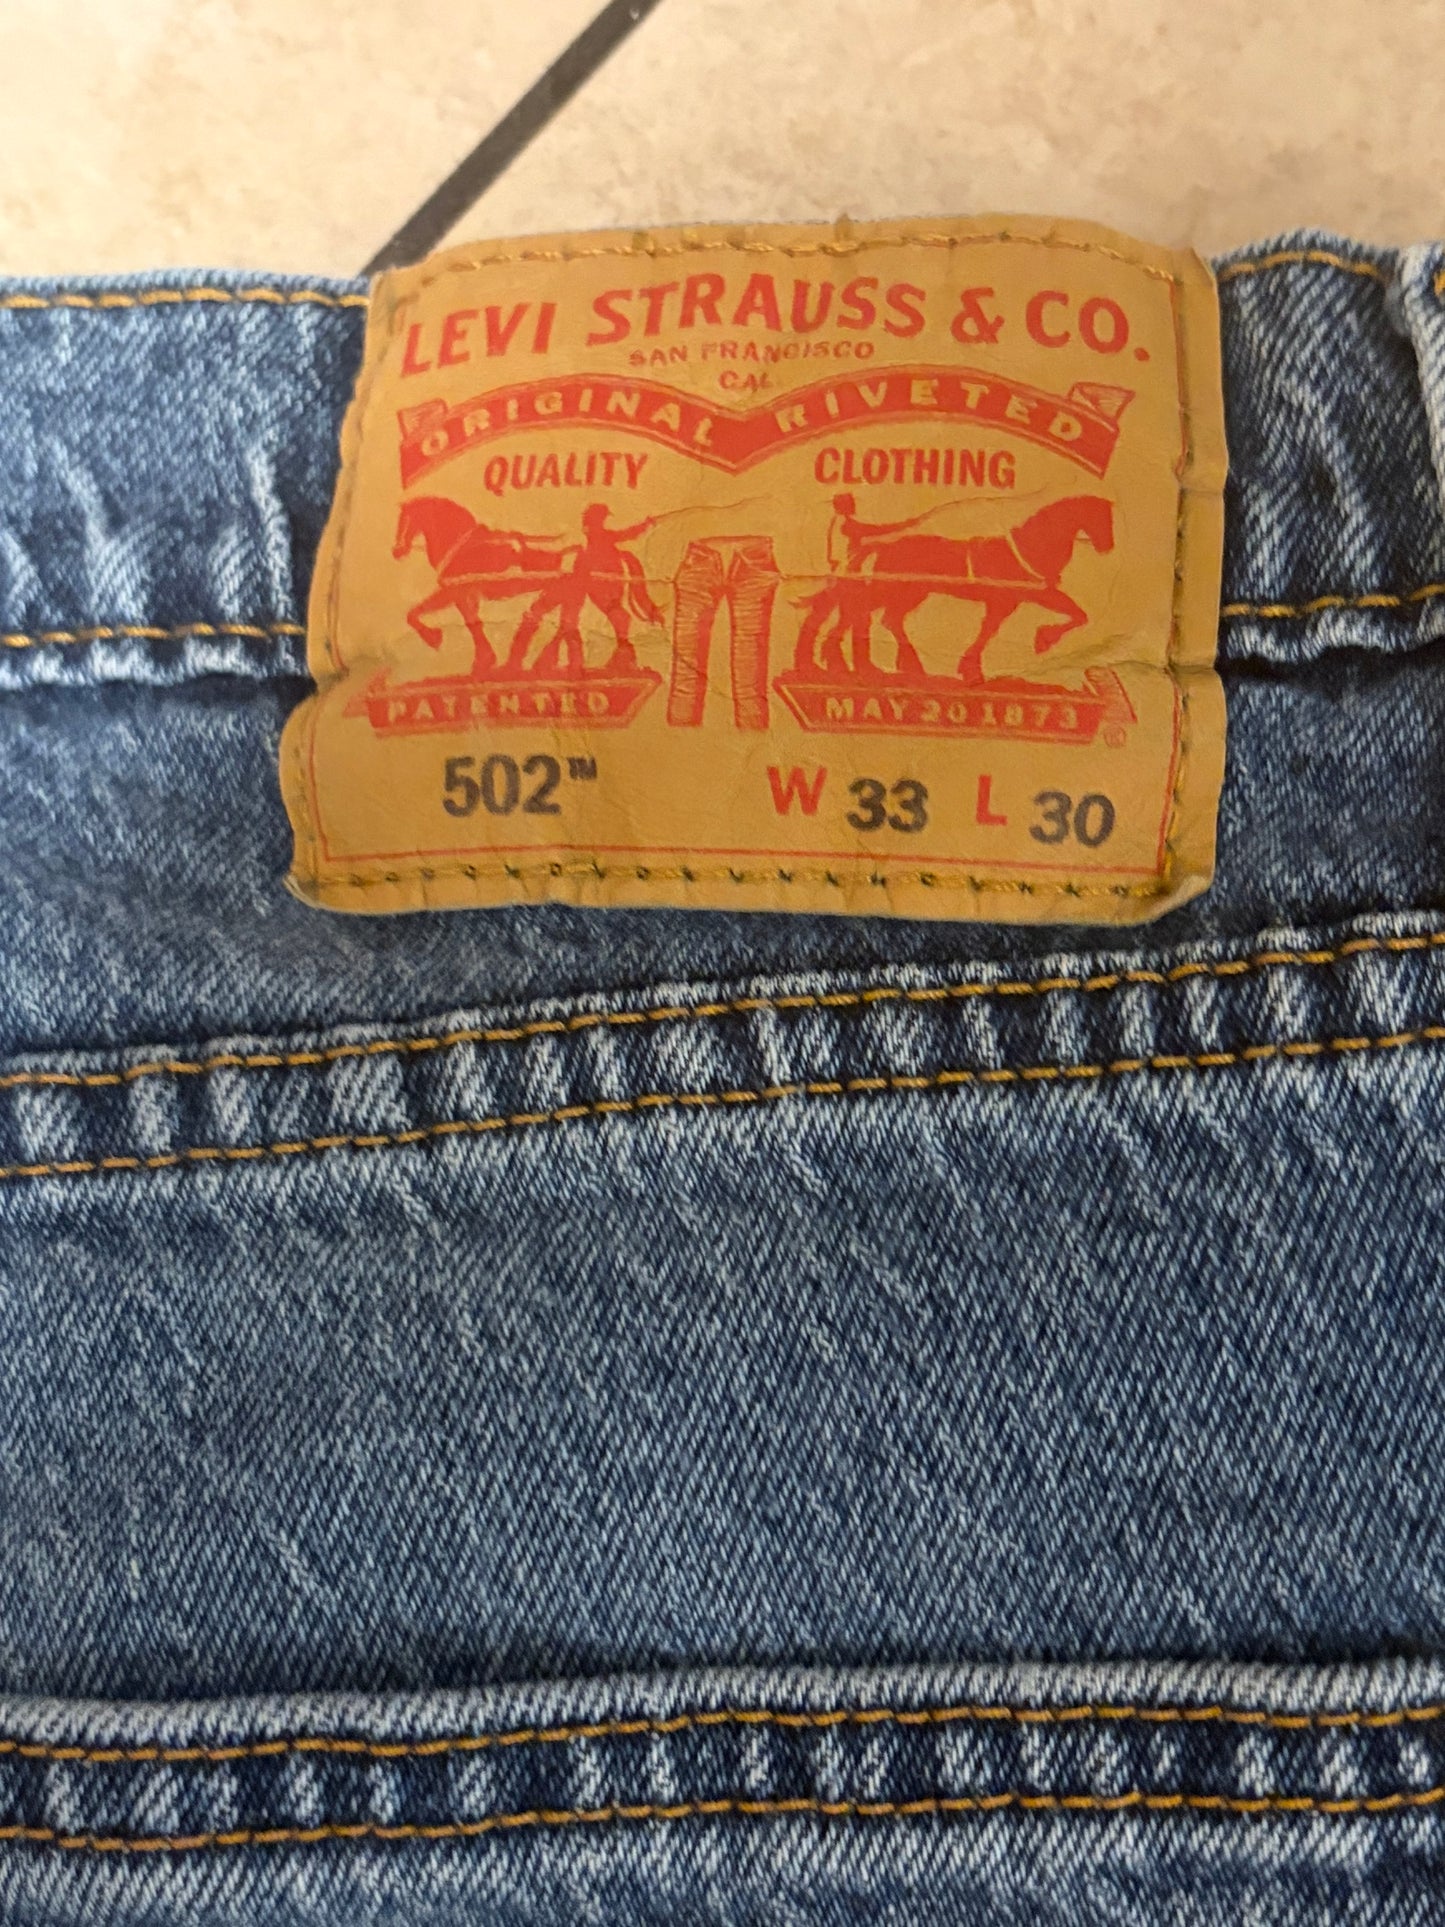 LEVI STRAUSS & CO.
SAN FRANCISCO
CAL
ORIGINAL RIVETED
QUALITY CLOTHING
PATENTED MAY 20 1873
®
502™ W 33 L 30